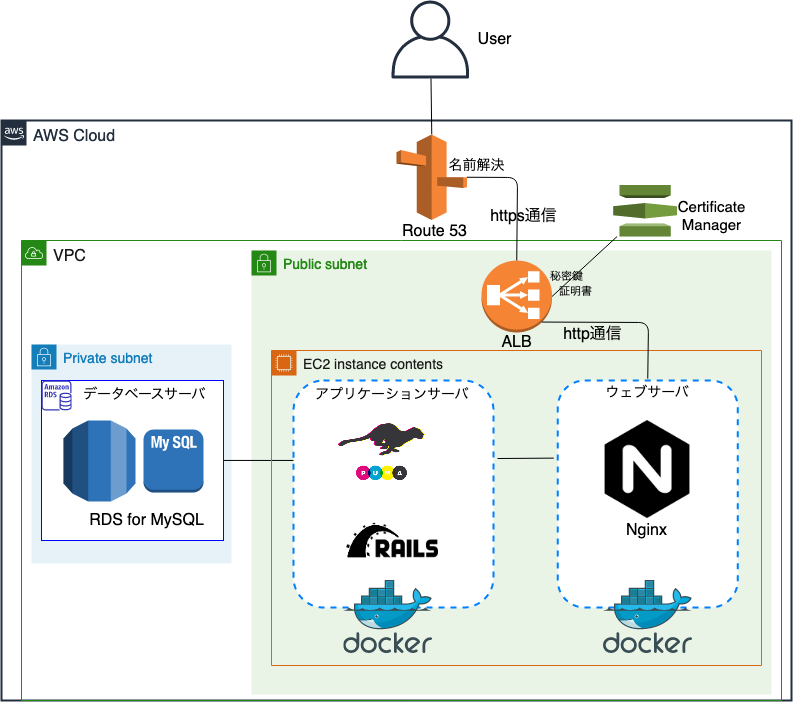 User
aws
AWS Cloud
名前解決
Route 53
https通信
Certificate
Manager
VPC
Public subnet
秘密鍵
証明書
ALB
http通信
Private subnet
EC2 instance contents
Amazon
RDS
データベースサーバ
アプリケーションサーバ
ウェブサーバ
My SQL
PUMA
RDS for MySQL
Nginx
RAILS
docker
docker